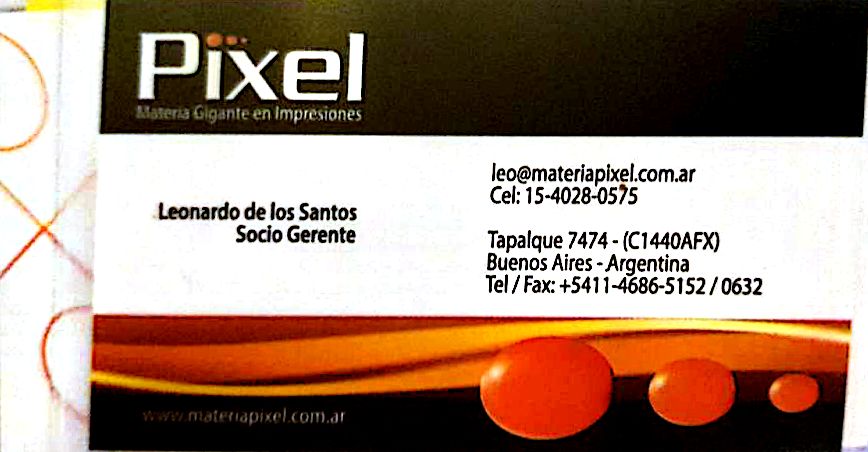 Pixel
Materia Gigante en Impresiones
leo@materiapixel.com.ar
Cel: 15-4028-0575
Leonardo de los Santos
Socio Gerente
Tapalque 7474 - (C1440AFX)
Buenos Aires - Argentina
Tel / Fax: +5411-4686-5152 / 0632
www.materiapixel.com.ar